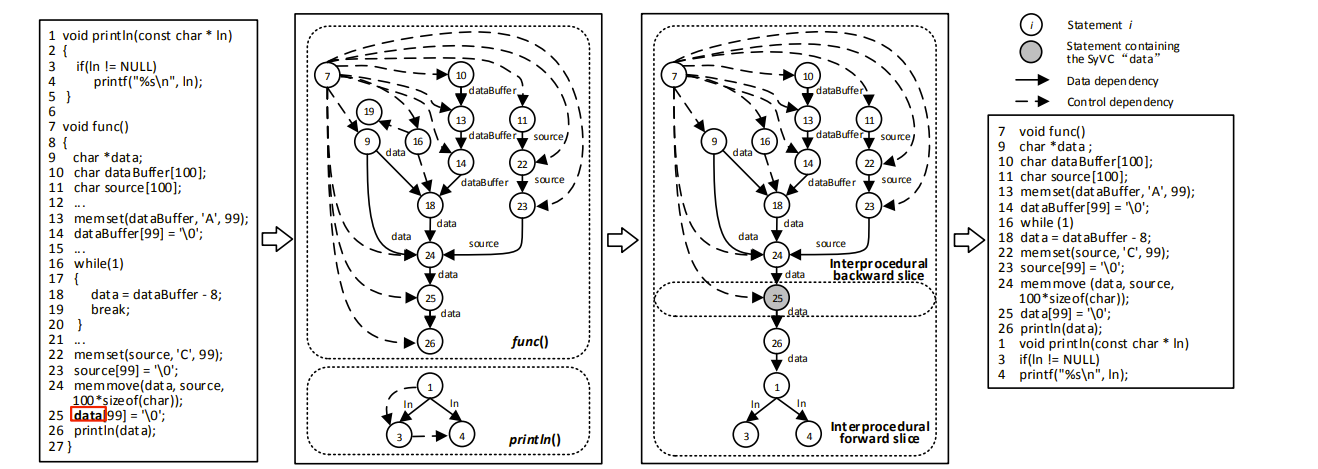 1 void println(const char * ln)
2 {
3 if(ln != NULL)
4 printf("%s\n", ln);
5 }
6
7 void func()
8 {
9 char *data;
10 char dataBuffer[100];
11 char source[100];
12 ...
13 memset(dataBuffer, 'A', 99);
14 dataBuffer[99] = '\0';
15 ...
16 while(1)
17 {
18 data = dataBuffer - 8;
19 break;
20 }
21 ...
22 memset(source, 'C', 99);
23 source[99] = '\0';
24 memmove(data, source,
100*sizeof(char));
25 data[99] = '\0';
26 println(data);
27 }
7
10
dataBuffer
19
13
11
9
16
dataBuffer
source
data
14
22
dataBuffer
source
18
23
data
data
source
24
data
25
data
26
func()
1
ln
ln
3
4
println()
7
10
dataBuffer
13
11
9
16
dataBuffer
source
data
14
22
dataBuffer
source
18
23
data
data
source
24
Interprocedural
backward slice
data
25
data
26
data
1
ln
ln
3
4
Interprocedural
forward slice
i Statement i
Statement containing
the SyVC “data”
Data dependency
Control dependency
7 void func()
9 char *data ;
10 char dataBuffer[100];
11 char source[100];
13 memset(dataBuffer, 'A', 99);
14 dataBuffer[99] = '\0';
16 while (1)
18 data = dataBuffer - 8;
22 memset(source, 'C', 99);
23 source[99] = '\0';
24 memmove (data, source,
100*sizeof(char));
25 data[99] = '\0';
26 println(data);
1 void println(const char * ln)
3 if(ln != NULL)
4 printf("%s\n", ln);